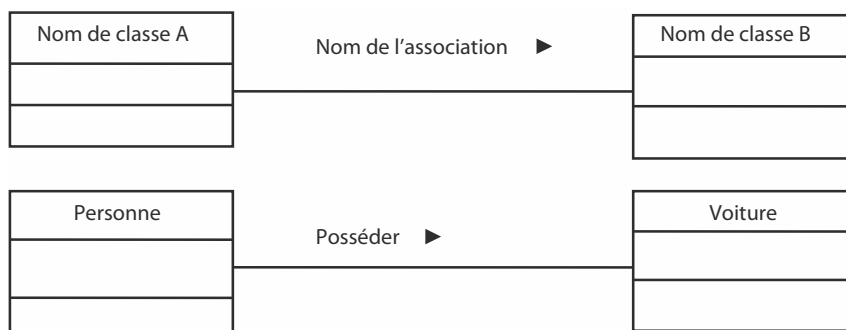 Nom de classe A
Nom de l’association ►
Nom de classe B
Personne
Posséder ►
Voiture